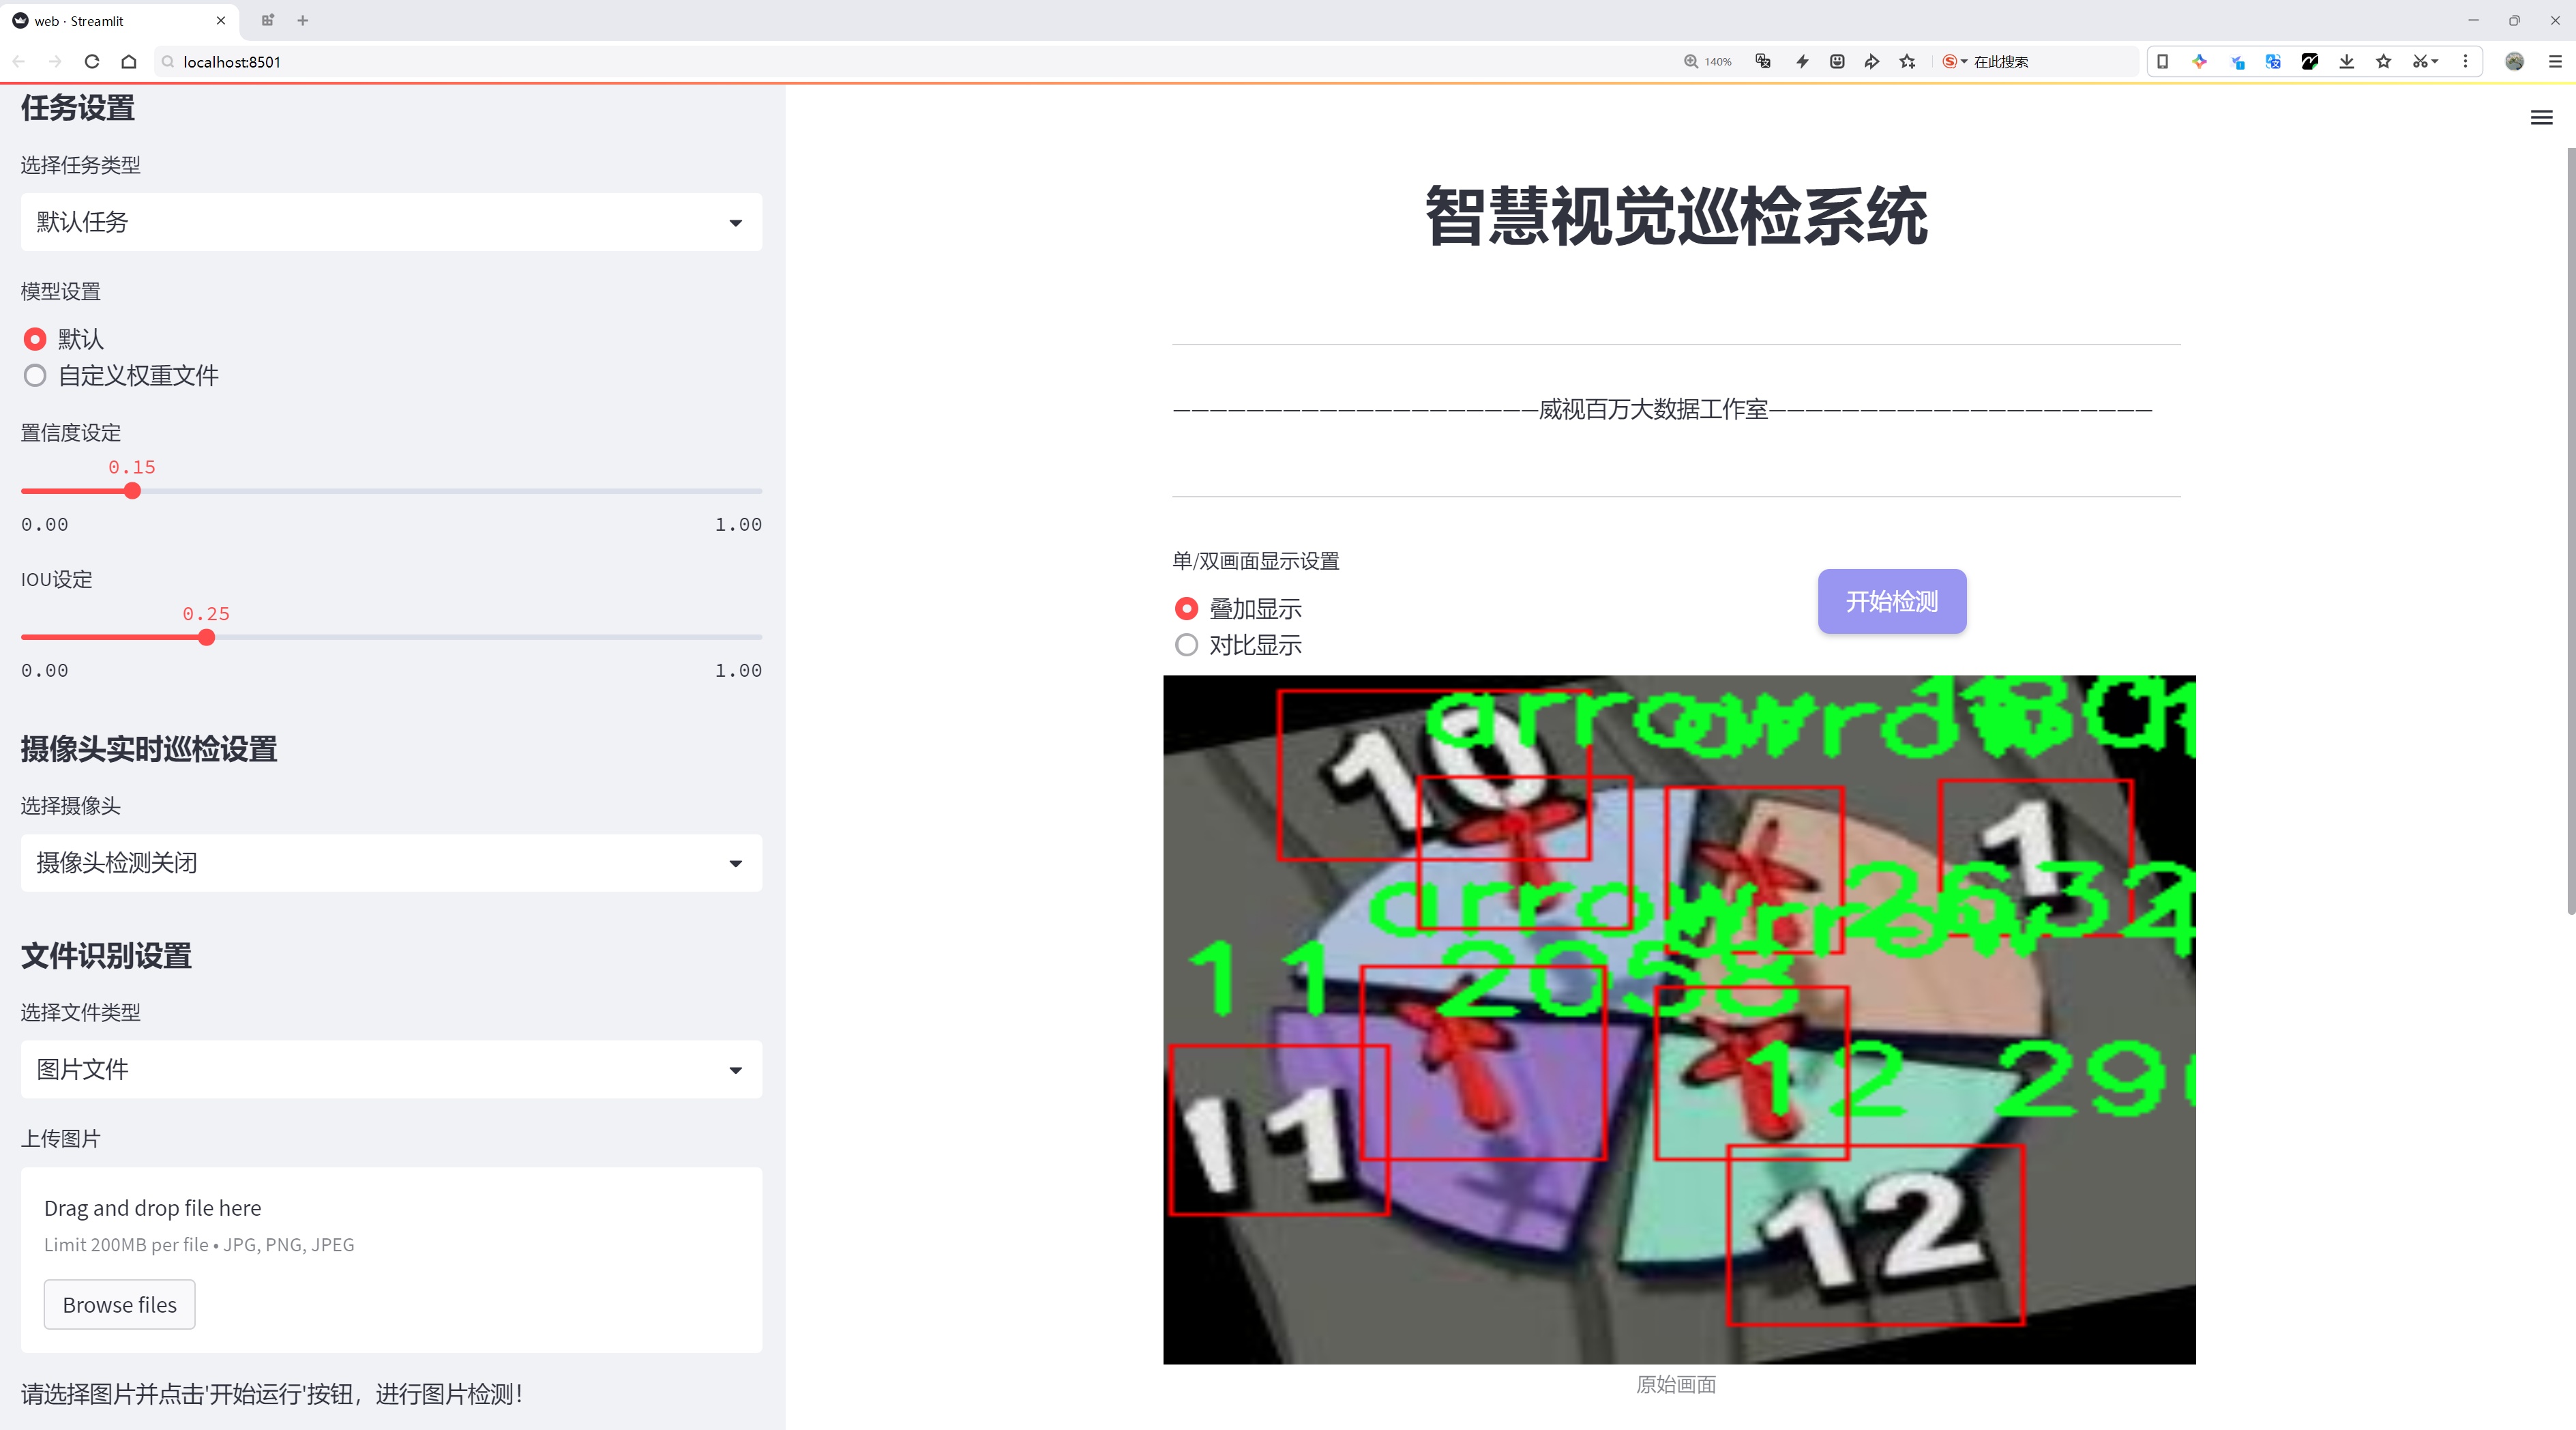 web · Streamlit
localhost:8501
140%
在此搜索
任务设置
选择任务类型
默认任务
模型设置
默认
自定义权重文件
置信度设定
0.15
0.00
1.00
IOU设定
0.25
0.00
1.00
摄像头实时巡检设置
选择摄像头
摄像头检测关闭
文件识别设置
选择文件类型
图片文件
上传图片
Drag and drop file here
Limit 200MB per file • JPG, PNG, JPEG
Browse files
请选择图片并点击'开始运行'按钮，进行图片检测！
智慧视觉巡检系统
————————————————————威视百万大数据工作室—————————————————————
单/双画面显示设置
叠加显示
对比显示
开始检测
10
arrow
1
arrow
2632
arrow
11 2058
12
11
12
原始画面